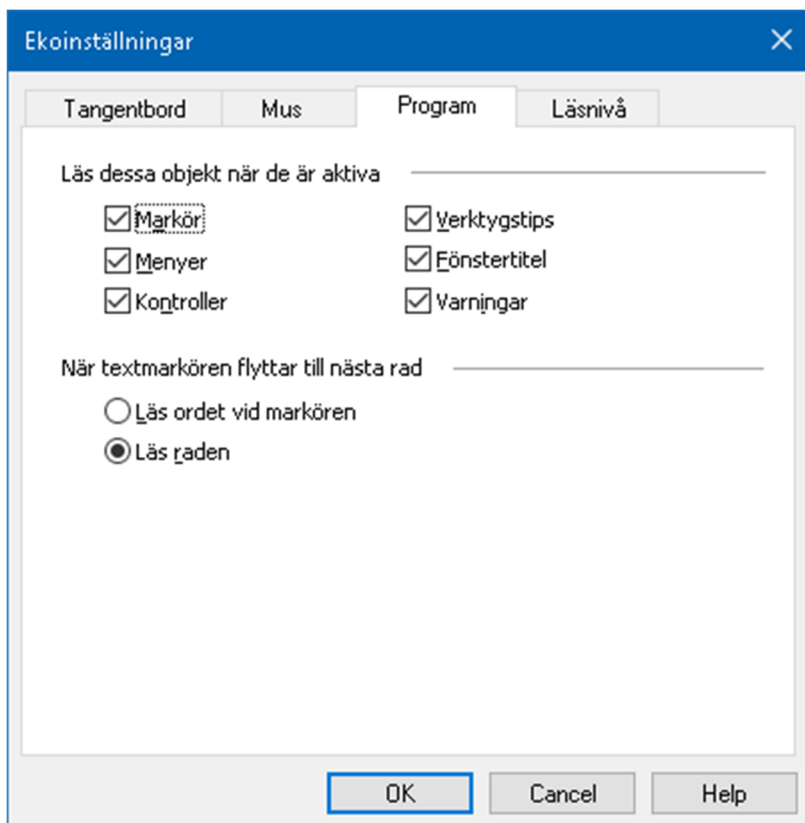 Ekoinställningar
Tangentbord Mus Program Läsnivå
Läs dessa objekt när de är aktiva
Markör Verktygstips
Menyer Fönstertitel
Kontroller Varningar
När textmarkören flyttar till nästa rad
Läs ordet vid markören
Läs raden
OK Cancel Help